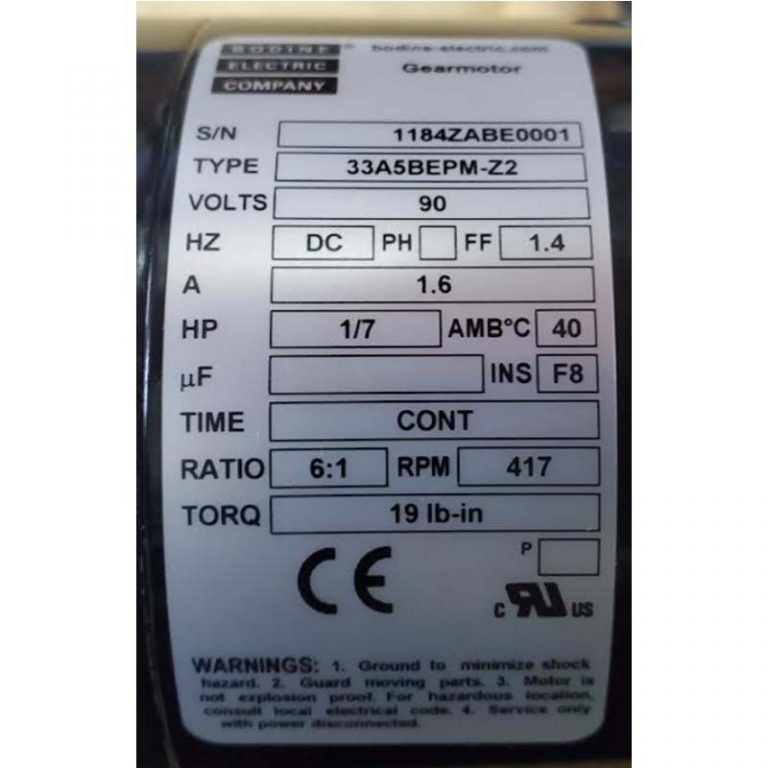 BODINE ® bodine-electric.com
ELECTRIC Gearmotor
COMPANY
S/N 1184ZABE0001
TYPE 33A5BEPM-Z2
VOLTS 90
HZ DC PH FF 1.4
A 1.6
HP 1/7 AMB°C 40
µF INS F8
TIME CONT
RATIO 6:1 RPM 417
TORQ 19 lb-in
P
CE
c RU US
WARNINGS: 1. Ground to minimize shock
hazard. 2. Guard moving parts. 3. Motor is
not explosion proof. For hazardous location,
consult local electrical code. 4. Service only
with power disconnected.